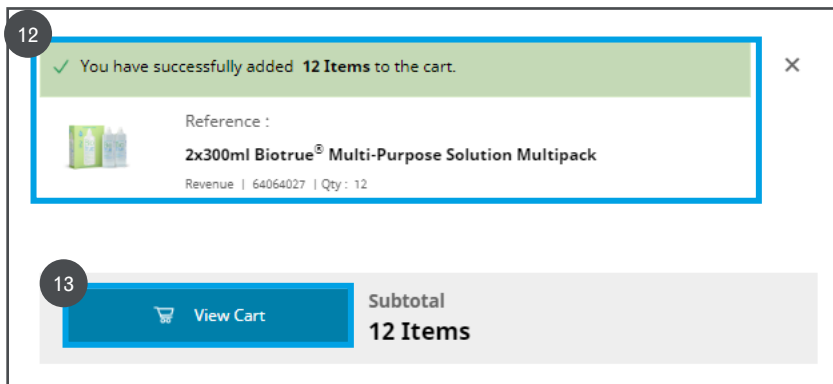 12
You have successfully added 12 Items to the cart.
Reference :
2x300ml Biotrue® Multi-Purpose Solution Multipack
Revenue | 64064027 | Qty : 12
13
View Cart
Subtotal
12 Items